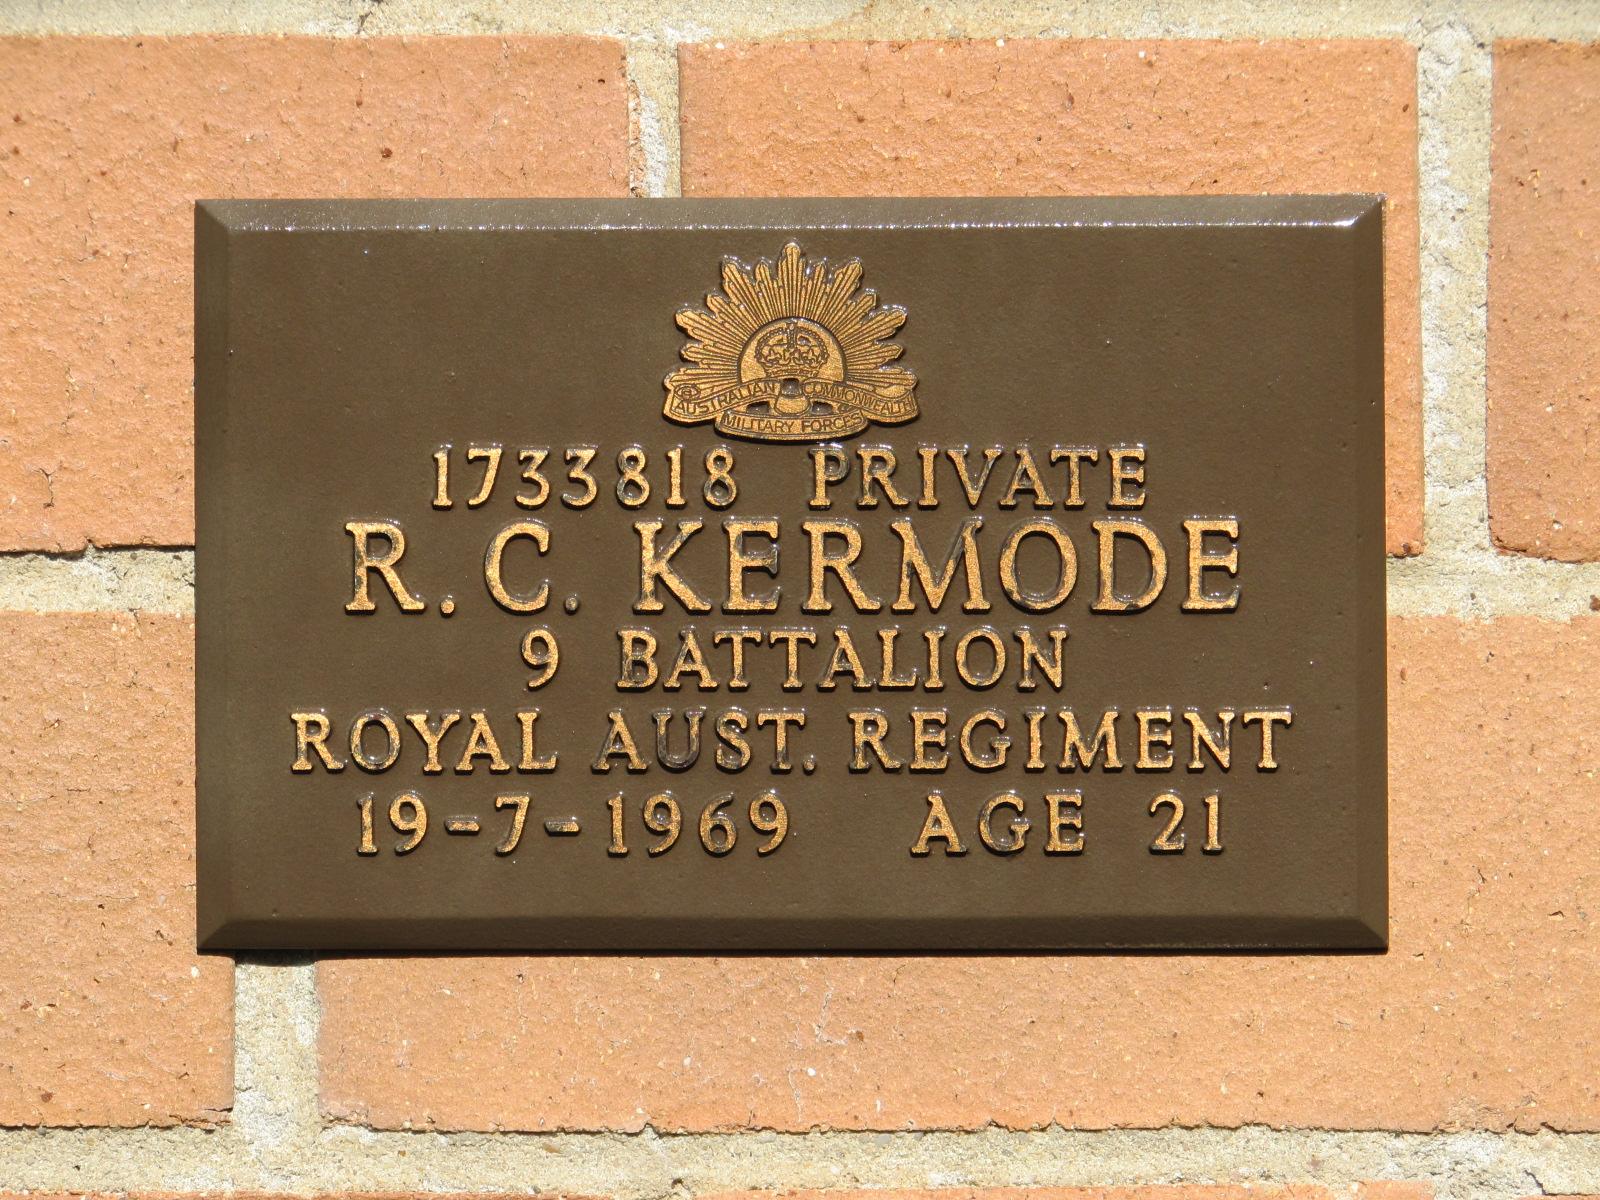 AUSTRALIAN COMMONWEALTH
MILITARY FORCES
1733818 PRIVATE
R. C. KERMODE
9 BATTALION
ROYAL AUST. REGIMENT
19-7-1969 AGE 21